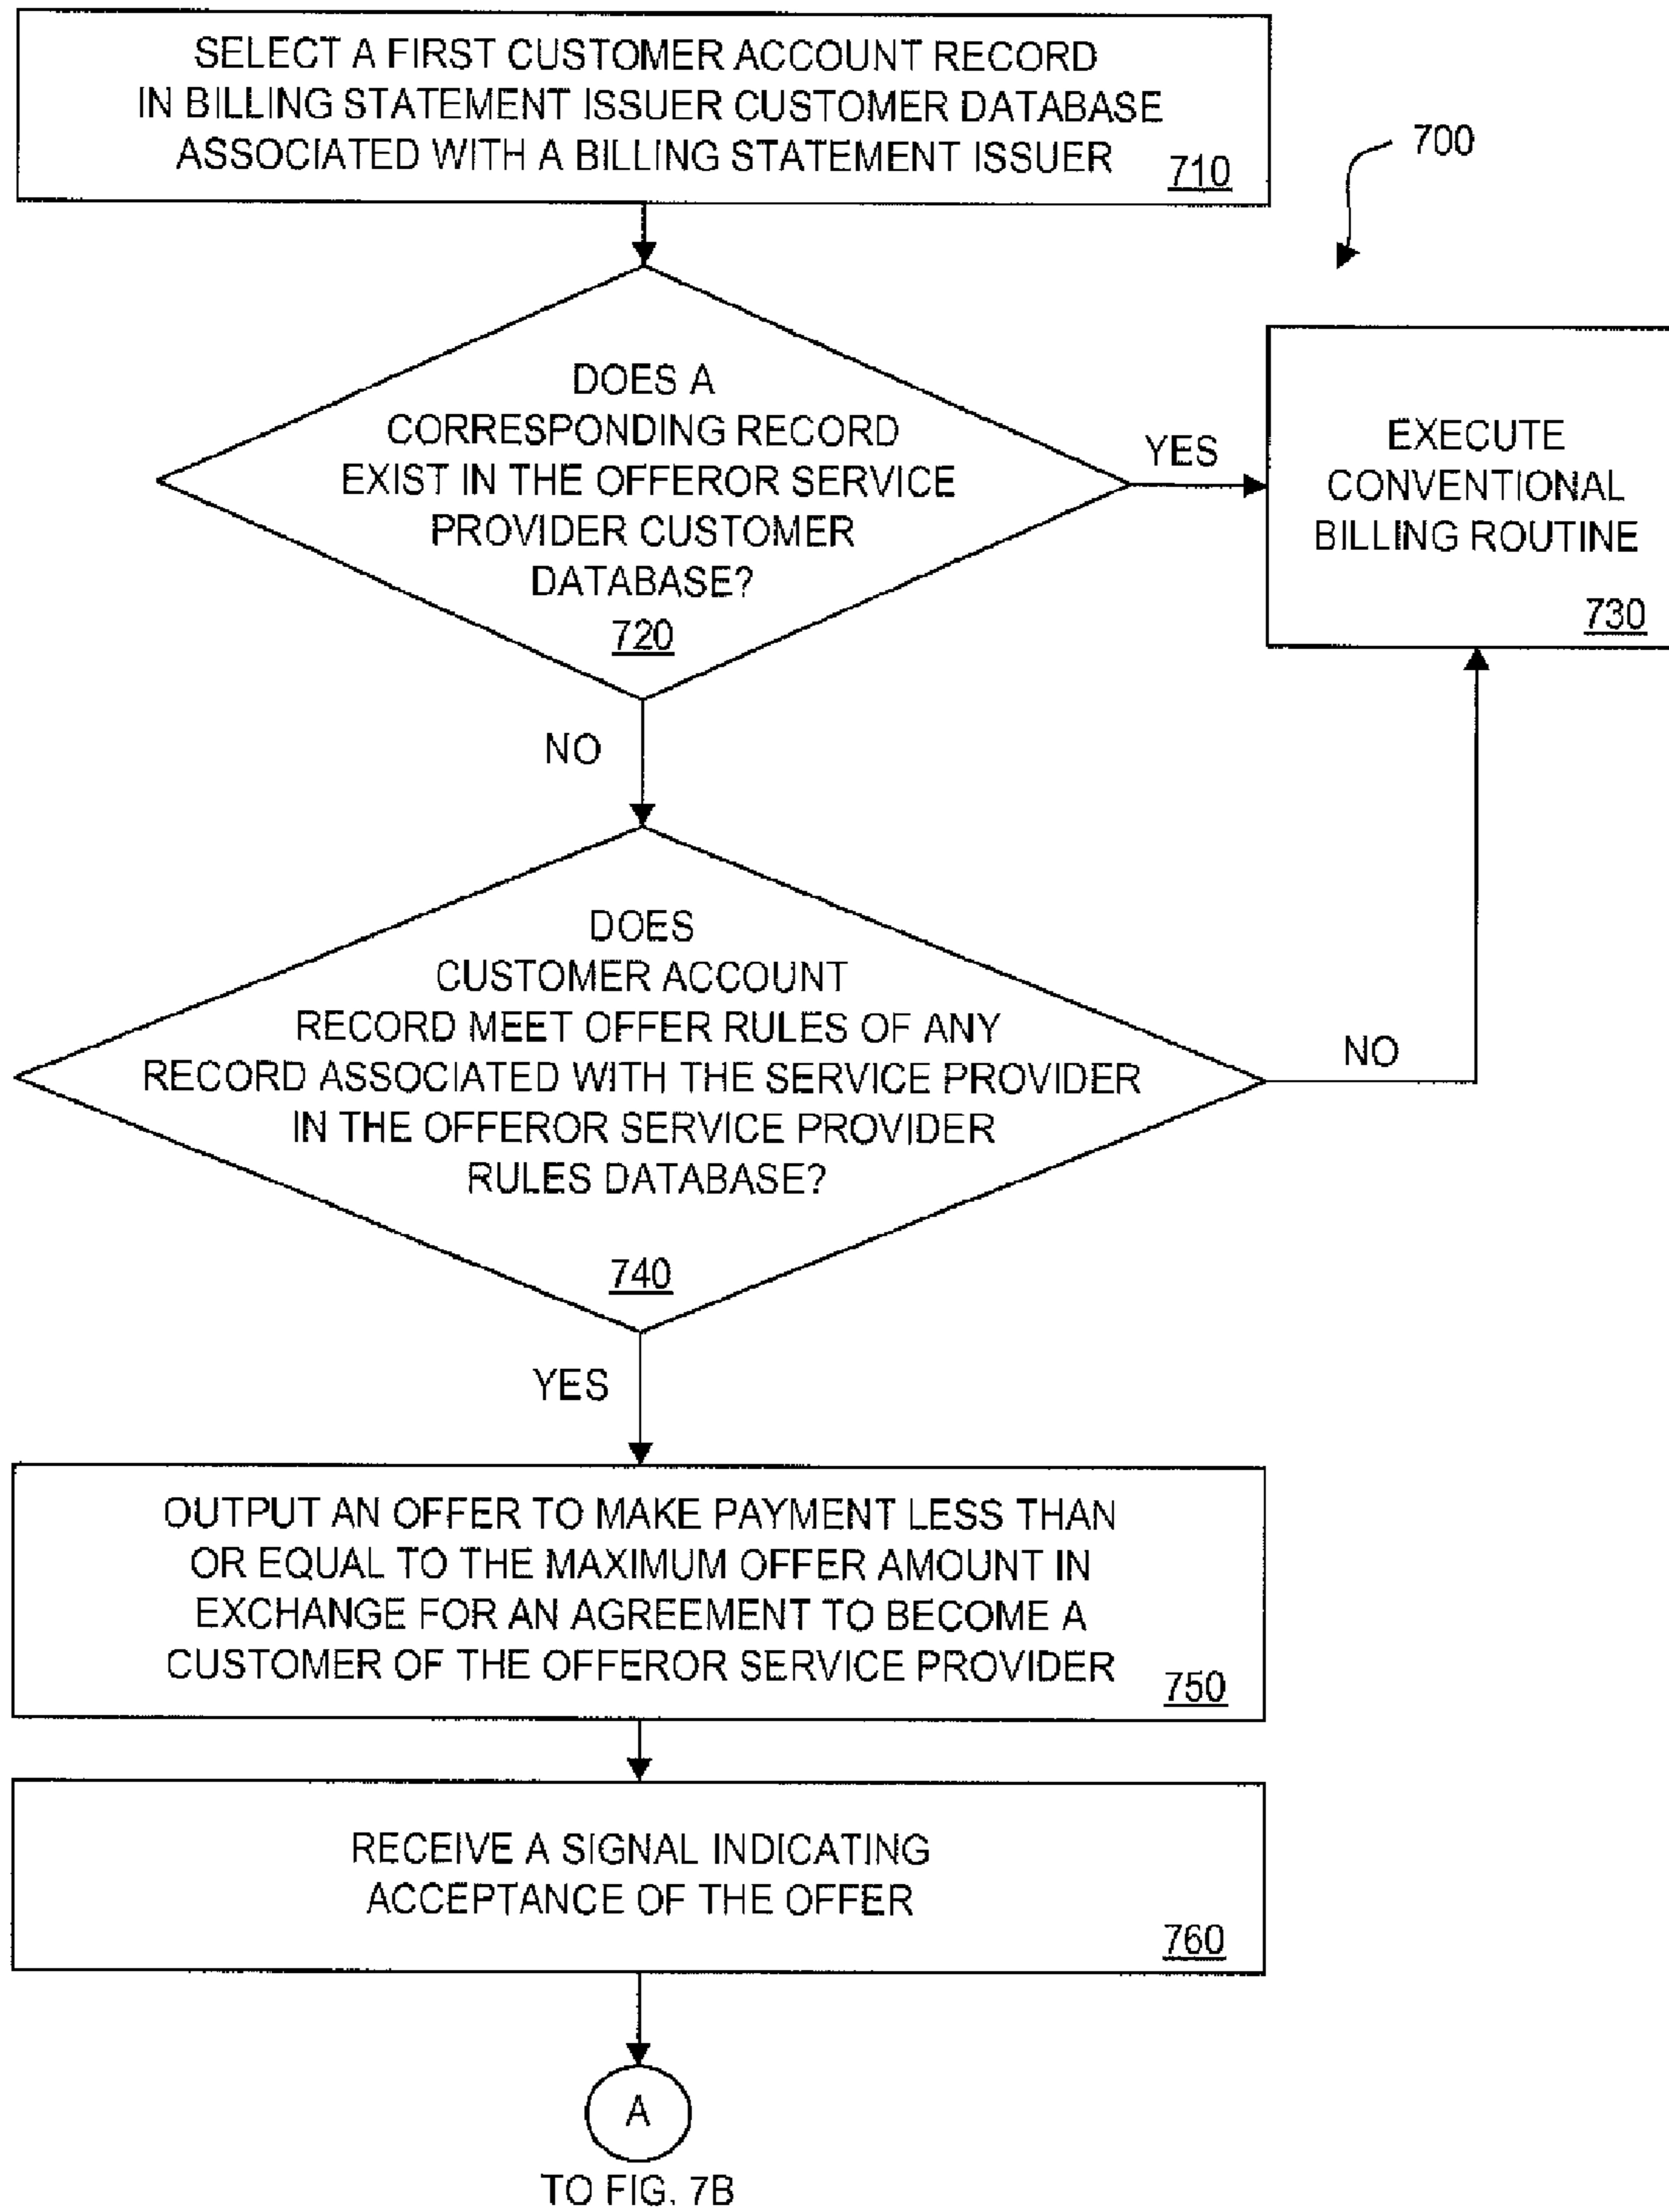 SELECT A FIRST CUSTOMER ACCOUNT RECORD
IN BILLING STATEMENT ISSUER CUSTOMER DATABASE
ASSOCIATED WITH A BILLING STATEMENT ISSUER
710
700
DOES A
CORRESPONDING RECORD
EXIST IN THE OFFEROR SERVICE
PROVIDER CUSTOMER
DATABASE?
720
YES
EXECUTE
CONVENTIONAL
BILLING ROUTINE
730
NO
DOES
CUSTOMER ACCOUNT
RECORD MEET OFFER RULES OF ANY
RECORD ASSOCIATED WITH THE SERVICE PROVIDER
IN THE OFFEROR SERVICE PROVIDER
RULES DATABASE?
740
NO
YES
OUTPUT AN OFFER TO MAKE PAYMENT LESS THAN
OR EQUAL TO THE MAXIMUM OFFER AMOUNT IN
EXCHANGE FOR AN AGREEMENT TO BECOME A
CUSTOMER OF THE OFFEROR SERVICE PROVIDER
750
RECEIVE A SIGNAL INDICATING
ACCEPTANCE OF THE OFFER
760
A
TO FIG. 7B